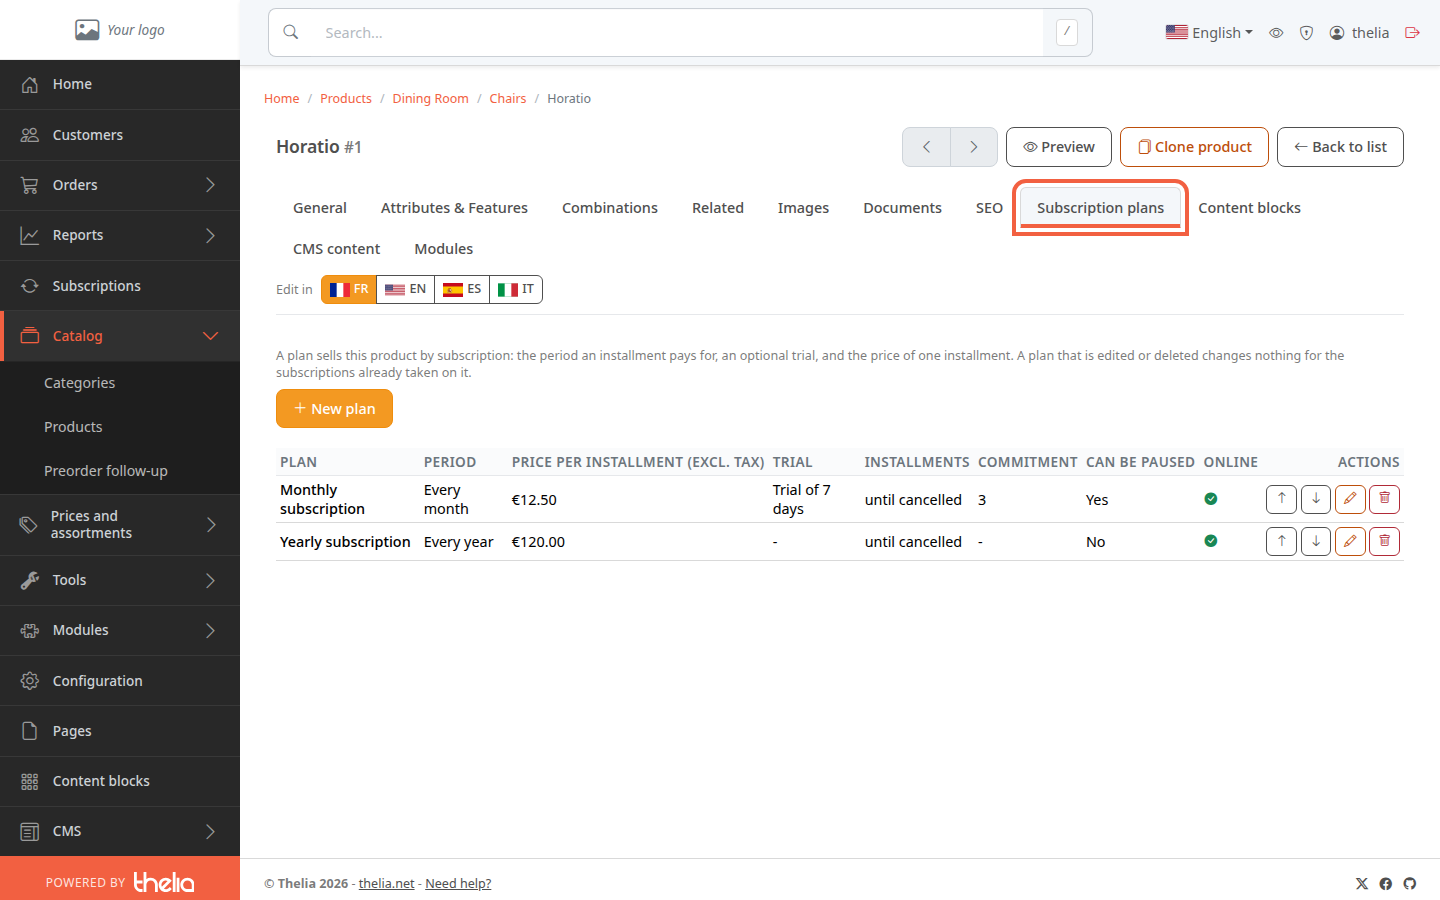 Your logo
Search...
/
English
thelia
Home
Customers
Orders
Reports
Subscriptions
Catalog
Categories
Products
Preorder follow-up
Prices and
assortments
Tools
Modules
Configuration
Pages
Content blocks
CMS
POWERED BY thelia
Home / Products / Dining Room / Chairs / Horatio
Horatio #1
Preview
Clone product
Back to list
General
Attributes & Features
Combinations
Related
Images
Documents
SEO
Subscription plans
Content blocks
CMS content
Modules
Edit in
FR
EN
ES
IT
A plan sells this product by subscription: the period an installment pays for, an optional trial, and the price of one installment. A plan that is edited or deleted changes nothing for the
subscriptions already taken on it.
New plan
PLAN PERIOD PRICE PER INSTALLMENT (EXCL. TAX) TRIAL INSTALLMENTS COMMITMENT CAN BE PAUSED ONLINE ACTIONS
Monthly
subscription
Every
month
€12.50
Trial of 7
days
until cancelled
3
Yes
Yearly subscription Every year €120.00 - until cancelled - No
© Thelia 2026 - thelia.net - Need help?